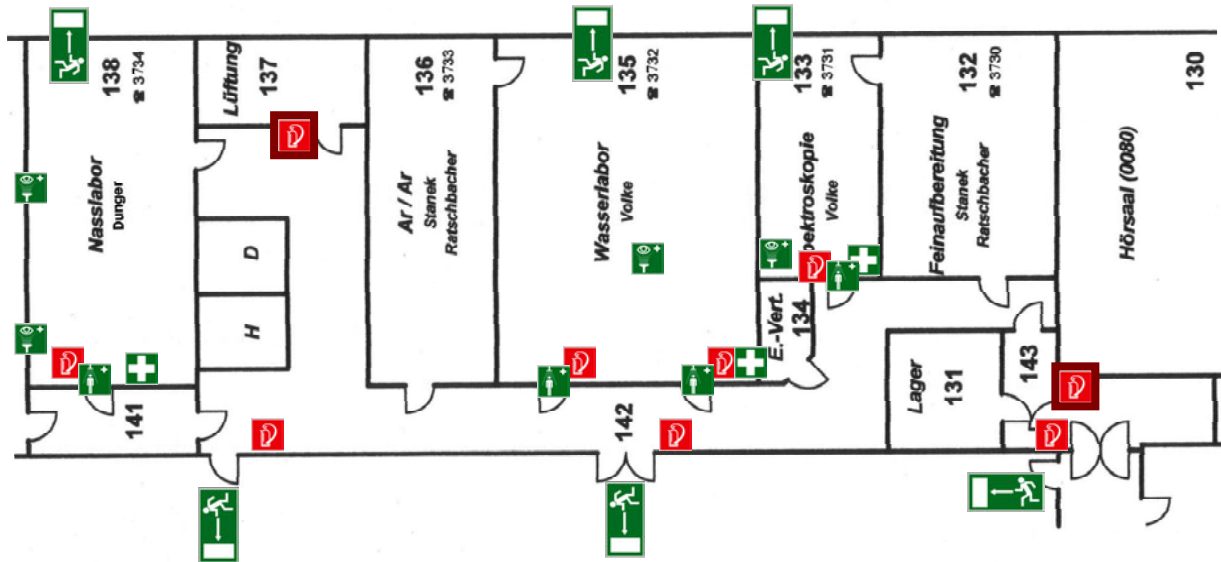 138
☎ 3734
Nasslabor
Dunger
137
Lüftung
136
☎ 3733
Ar / Ar
Stanek
Ratschbacher
135
☎ 3732
Wasserlabor
Volke
133
☎ 3731
pektroskopie
Volke
132
☎ 3730
Feinaufbereitung
Stanek
Ratschbacher
130
Hörsaal (0080)
D
H
E.-Vert.
134
Lager
131
143
141
142